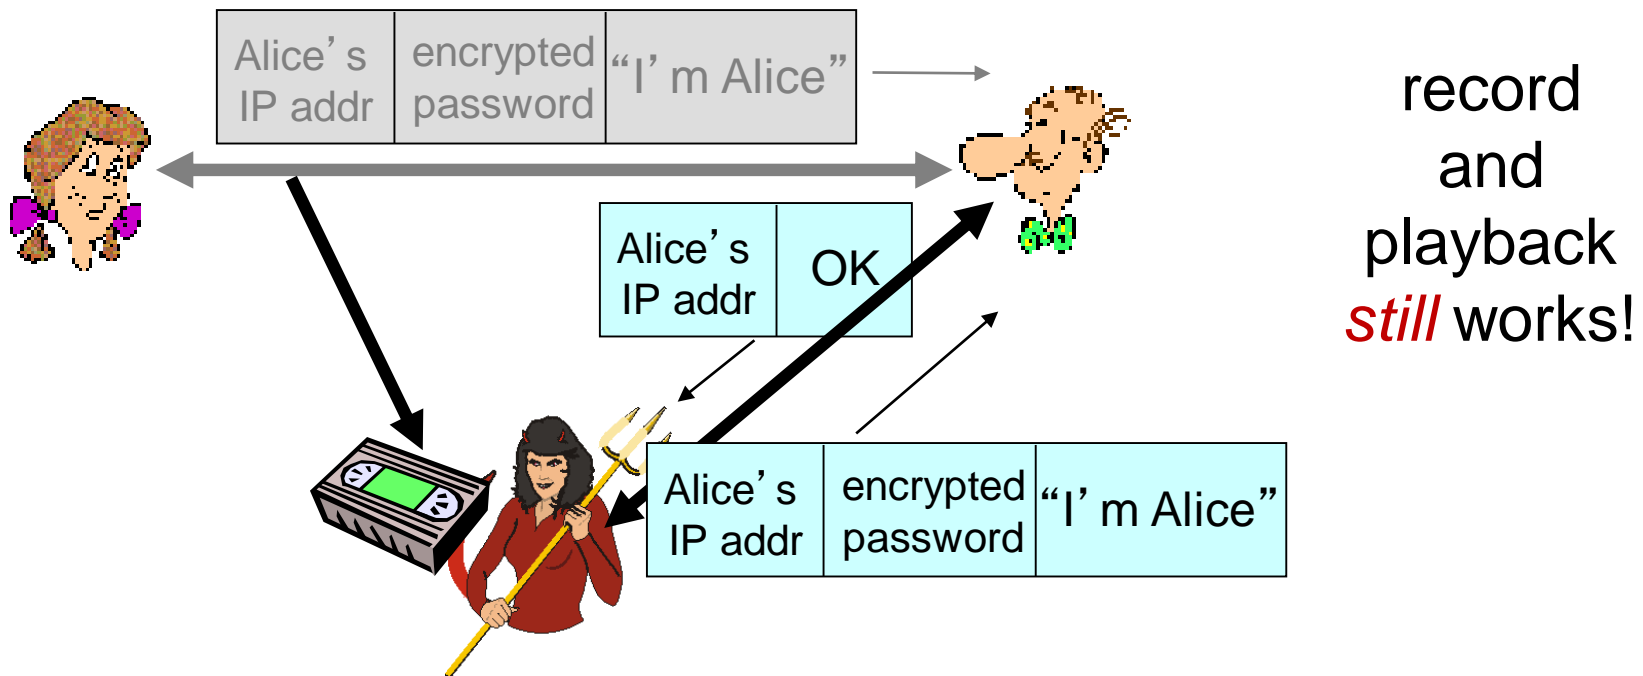 Alice’s
IP addr
encrypted
password
“I’m Alice”
record
and
playback
still works!
Alice’s
IP addr
OK
Alice’s
IP addr
encrypted
password
“I’m Alice”